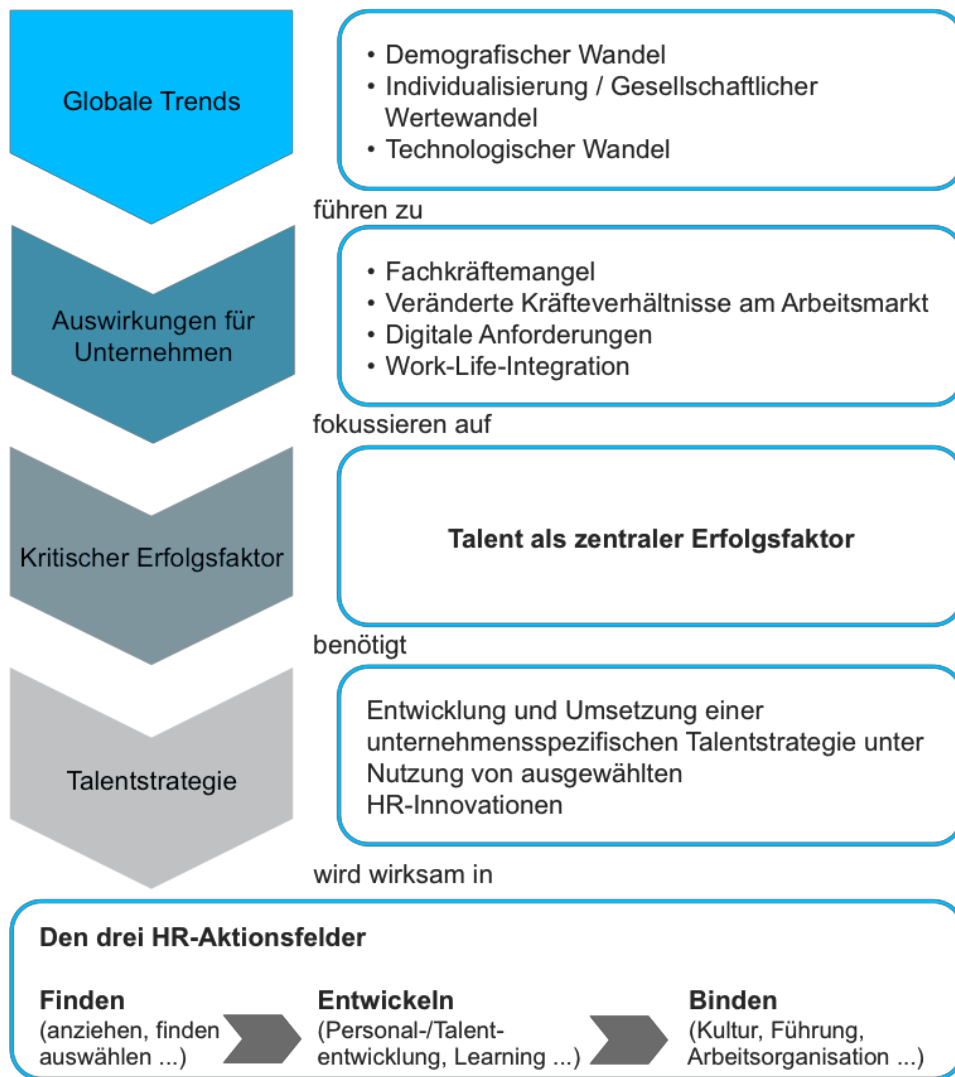 Globale Trends
• Demografischer Wandel
• Individualisierung / Gesellschaftlicher
Wertewandel
• Technologischer Wandel
führen zu
Auswirkungen für
Unternehmen
• Fachkräftemangel
• Veränderte Kräfteverhältnisse am Arbeitsmarkt
• Digitale Anforderungen
• Work-Life-Integration
fokussieren auf
Kritischer Erfolgsfaktor
Talent als zentraler Erfolgsfaktor
benötigt
Talentstrategie
Entwicklung und Umsetzung einer
unternehmensspezifischen Talentstrategie unter
Nutzung von ausgewählten
HR-Innovationen
wird wirksam in
Den drei HR-Aktionsfelder
Finden
(anziehen, finden
auswählen ...)
Entwickeln
(Personal-/Talent-
entwicklung, Learning ...)
Binden
(Kultur, Führung,
Arbeitsorganisation ...)